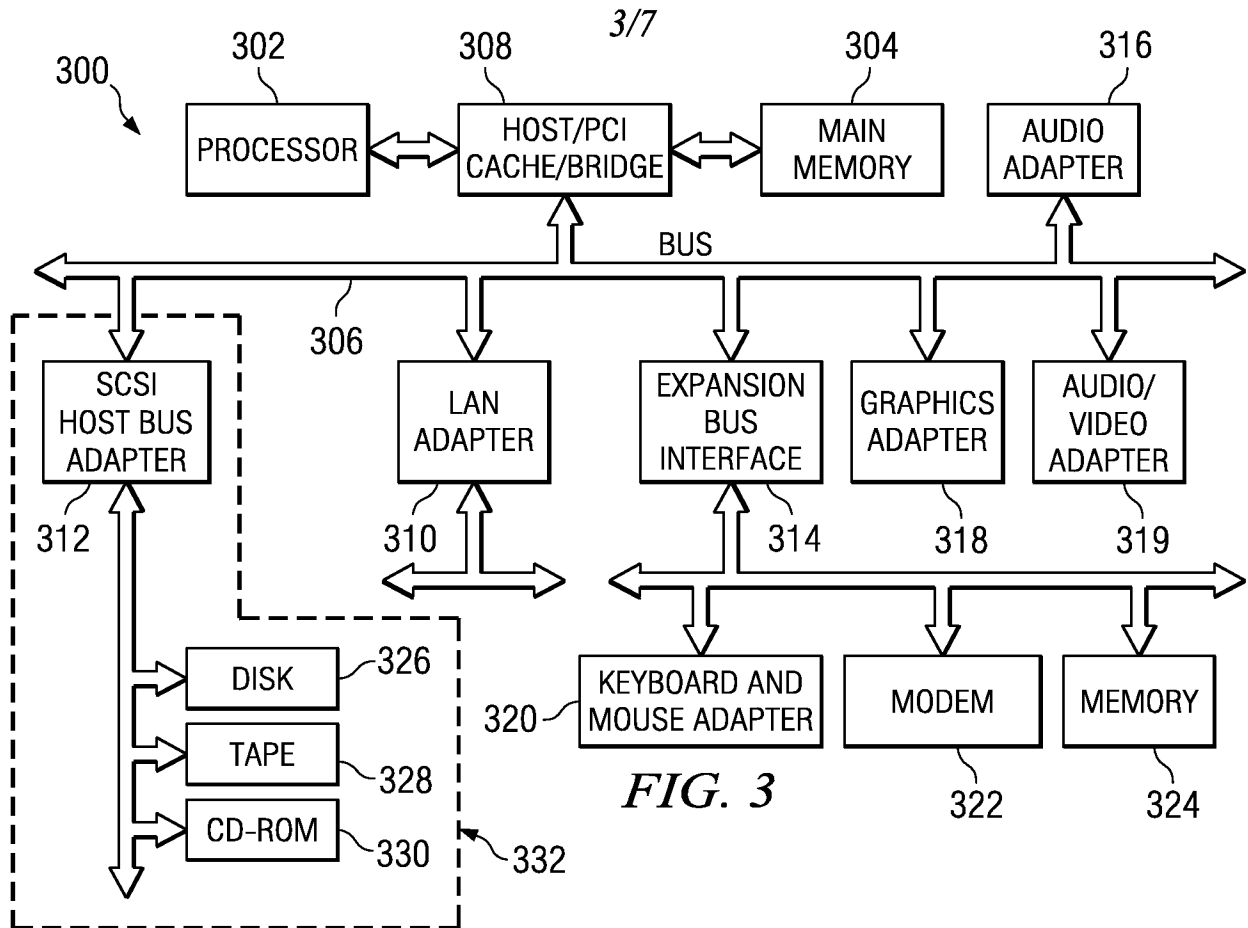 3/7
300
302
308
304
316
PROCESSOR
HOST/PCI
CACHE/BRIDGE
MAIN
MEMORY
AUDIO
ADAPTER
BUS
306
SCSI
HOST BUS
ADAPTER
LAN
ADAPTER
EXPANSION
BUS
INTERFACE
GRAPHICS
ADAPTER
AUDIO/
VIDEO
ADAPTER
312
310
314
318
319
DISK
326
TAPE
328
CD-ROM
330
332
320
KEYBOARD AND
MOUSE ADAPTER
MODEM
MEMORY
322
324
FIG. 3